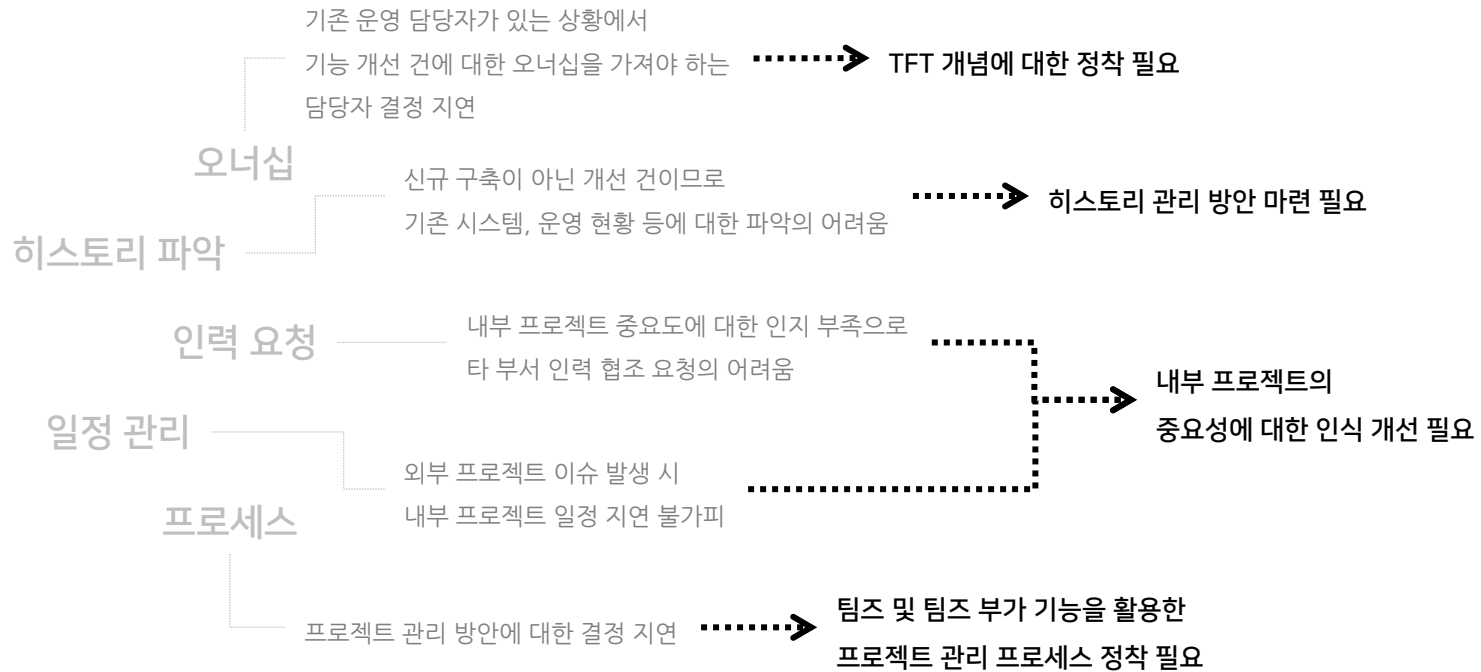 기존 운영 담당자가 있는 상황에서
기능 개선 건에 대한 오너십을 가져야 하는
담당자 결정 지연
TFT 개념에 대한 정착 필요
오너십
신규 구축이 아닌 개선 건이므로
기존 시스템, 운영 현황 등에 대한 파악의 어려움
히스토리 관리 방안 마련 필요
히스토리 파악
인력 요청
내부 프로젝트 중요도에 대한 인지 부족으로
타 부서 인력 협조 요청의 어려움
내부 프로젝트의
중요성에 대한 인식 개선 필요
일정 관리
외부 프로젝트 이슈 발생 시
내부 프로젝트 일정 지연 불가피
프로세스
프로젝트 관리 방안에 대한 결정 지연
팀즈 및 팀즈 부가 기능을 활용한
프로젝트 관리 프로세스 정착 필요